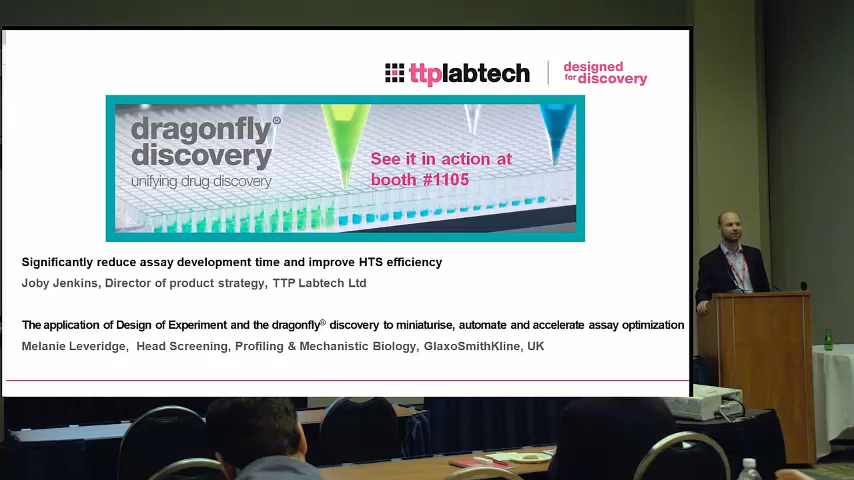 ttplabtech | designed for discovery
dragonfly® discovery
unifying drug discovery
See it in action at
booth #1105
Significantly reduce assay development time and improve HTS efficiency
Joby Jenkins, Director of product strategy, TTP Labtech Ltd
The application of Design of Experiment and the dragonfly® discovery to miniaturise, automate and accelerate assay optimization
Melanie Leveridge, Head Screening, Profiling & Mechanistic Biology, GlaxoSmithKline, UK